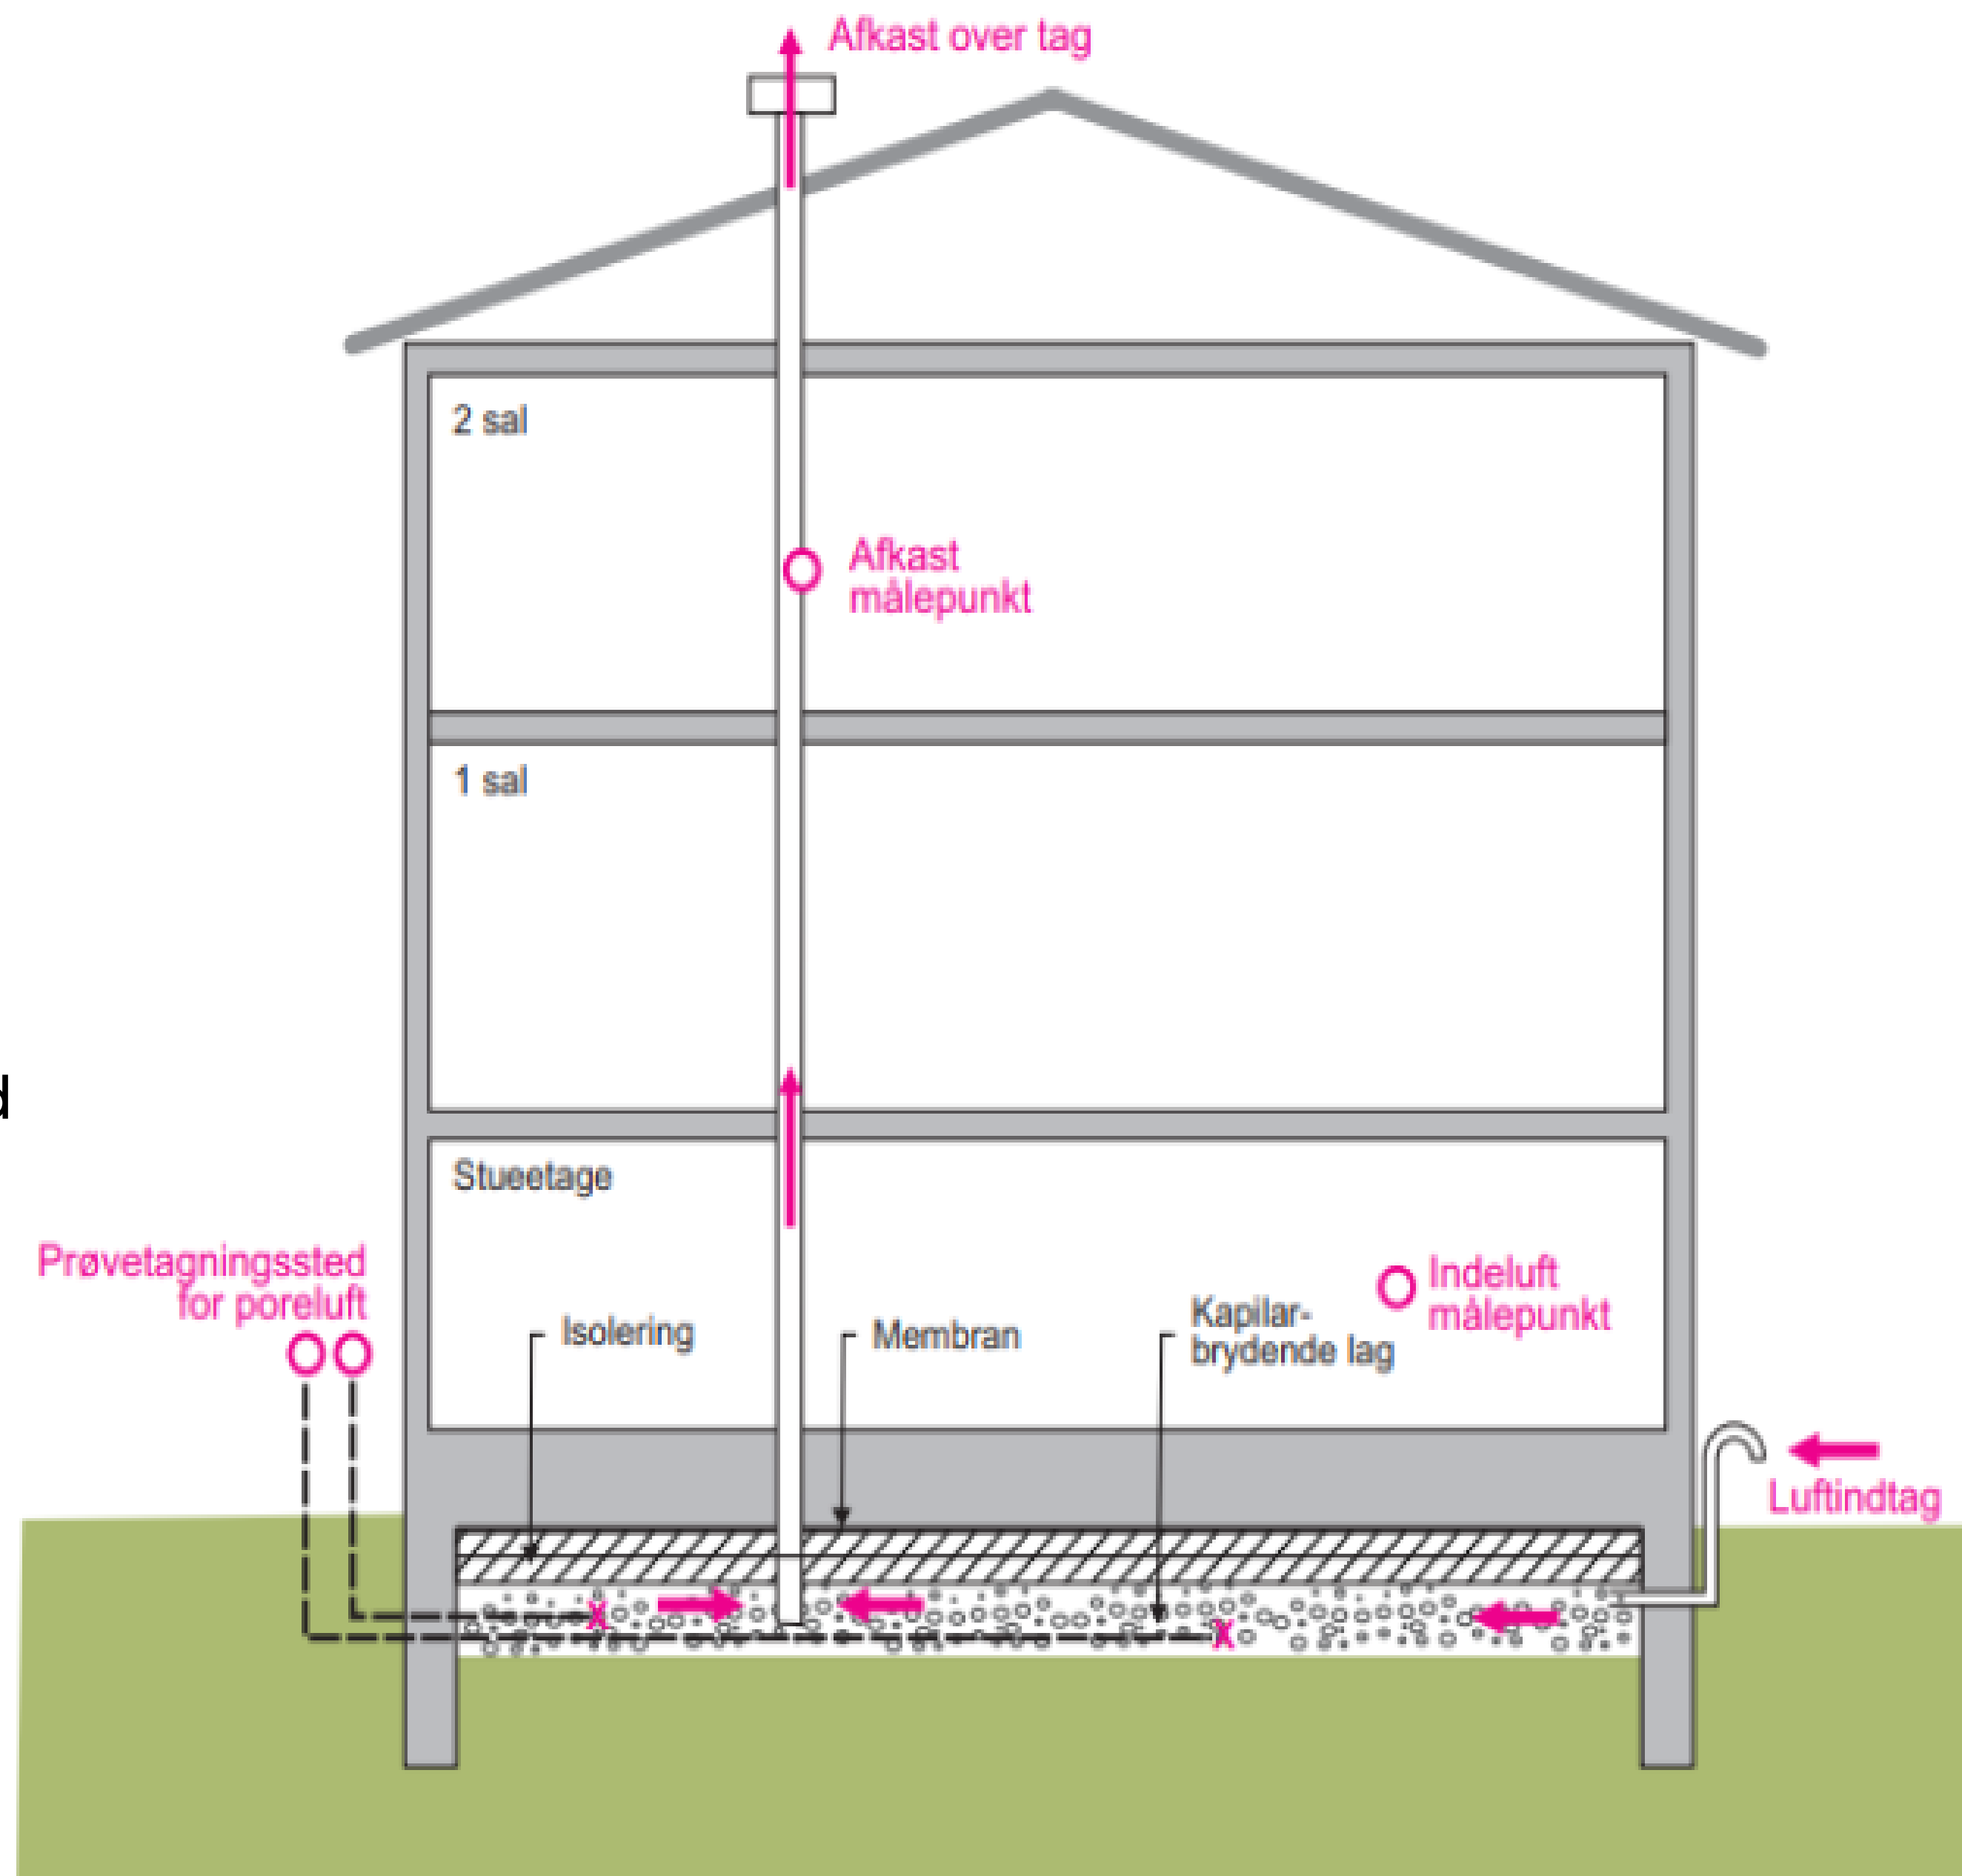 Afkast over tag
2 sal
Afkast
målepunkt
1 sal
d
Stueetage
Prøvetagningssted
for poreluft
Isolering
Membran
Kapilar-
brydende lag
Indeluft
målepunkt
Luftindtag
x
x